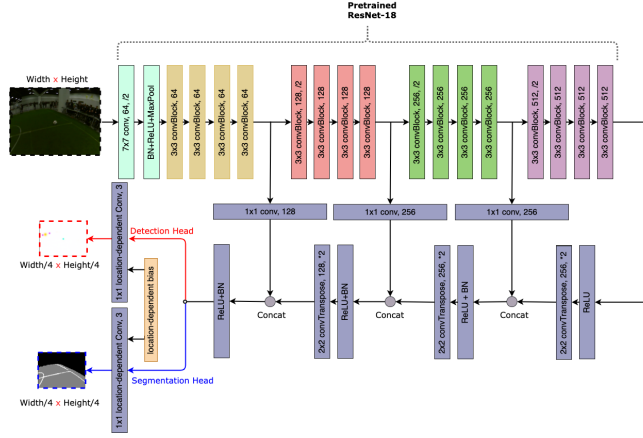 Pretrained
ResNet-18
Width x Height
7x7 conv, 64, /2
BN+ReLU+MaxPool
3x3 convBlock, 64
3x3 convBlock, 64
3x3 convBlock, 64
3x3 convBlock, 64
3x3 convBlock, 128, /2
3x3 convBlock, 128
3x3 convBlock, 128
3x3 convBlock, 128
3x3 convBlock, 256, /2
3x3 convBlock, 256
3x3 convBlock, 256
3x3 convBlock, 256
3x3 convBlock, 512, /2
3x3 convBlock, 512
3x3 convBlock, 512
3x3 convBlock, 512
1x1 conv, 128
1x1 conv, 256
1x1 conv, 256
1x1 location-dependent Conv, 3
Detection Head
Width/4 x Height/4
location-dependent bias
ReLU+BN
Concat
2x2 convTranspose, 128, *2
ReLU+BN
Concat
2x2 convTranspose, 256, *2
ReLU + BN
Concat
2x2 convTranspose, 256, *2
ReLU
1x1 location-dependent Conv, 3
Segmentation Head
Width/4 x Height/4